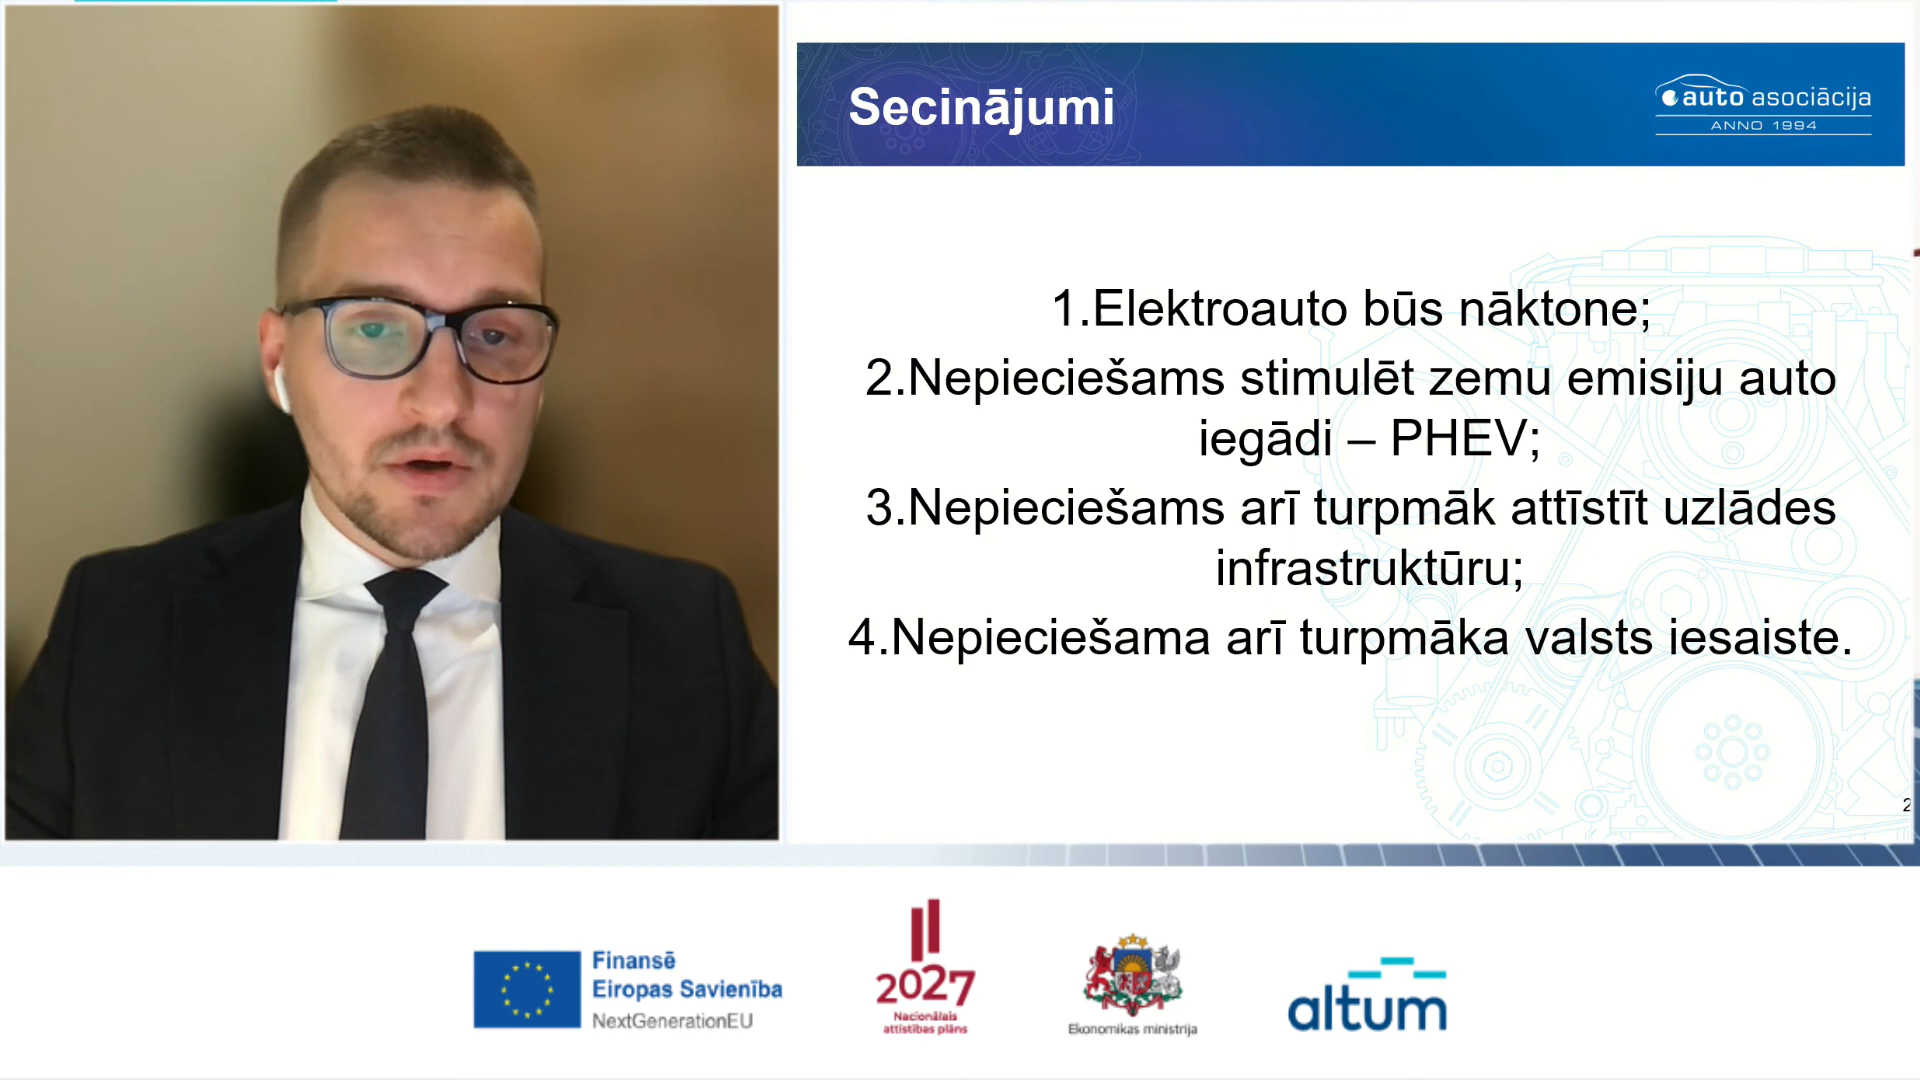 Secinājumi
auto asociācija
ANNO 1994
1.Elektroauto būs nāktone;
2.Nepieciešams stimulēt zemu emisiju auto
iegādi – PHEV;
3.Nepieciešams arī turpmāk attīstīt uzlādes
infrastruktūru;
4.Nepieciešama arī turpmāka valsts iesaiste.
2
Finansē
Eiropas Savienība
NextGenerationEU
2027
Nacionālais
attīstības plāns
Ekonomikas ministrija
altum